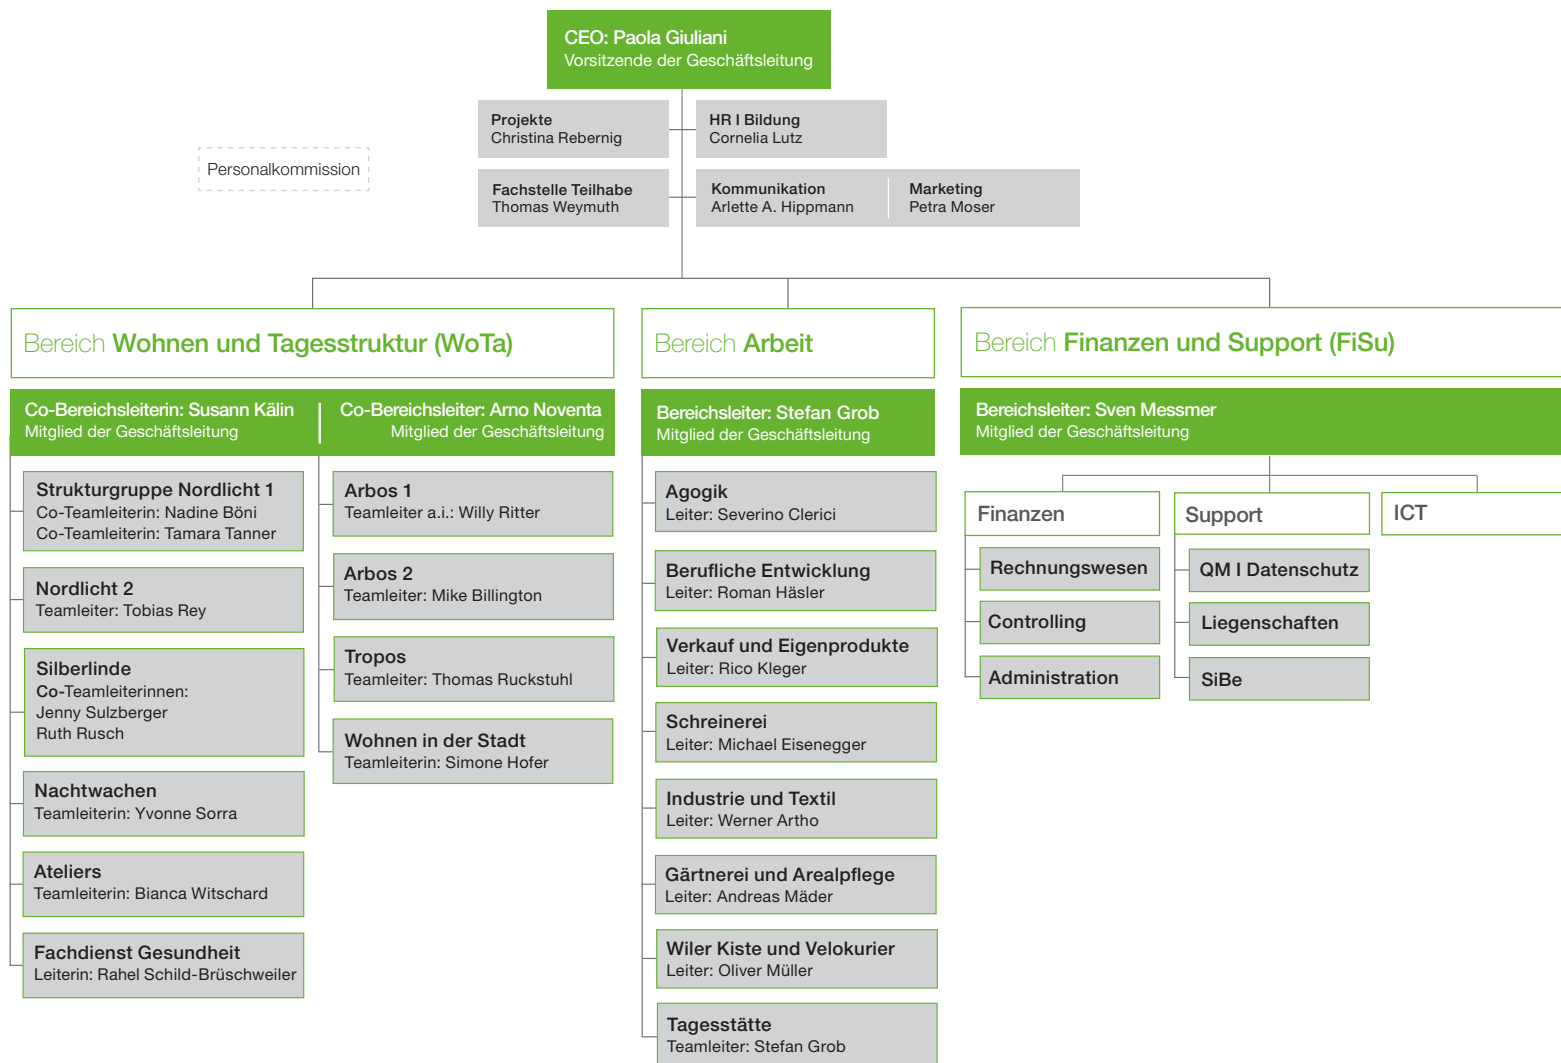 CEO: Paola Giuliani
Vorsitzende der Geschäftsleitung
Projekte
Christina Rebernig
HR I Bildung
Cornelia Lutz
Personalkommission
Fachstelle Teilhabe
Thomas Weymuth
Kommunikation
Arlette A. Hippmann
Marketing
Petra Moser
Bereich Wohnen und Tagesstruktur (WoTa)
Co-Bereichsleiterin: Susann Kälin
Mitglied der Geschäftsleitung
Co-Bereichsleiter: Arno Noventa
Mitglied der Geschäftsleitung
Strukturgruppe Nordlicht 1
Co-Teamleiterin: Nadine Böni
Co-Teamleiterin: Tamara Tanner
Nordlicht 2
Teamleiter: Tobias Rey
Silberlinde
Co-Teamleiterinnen:
Jenny Sulzberger
Ruth Rusch
Nachtwachen
Teamleiterin: Yvonne Sorra
Ateliers
Teamleiterin: Bianca Witschard
Fachdienst Gesundheit
Leiterin: Rahel Schild-Brüschweiler
Arbos 1
Teamleiter a.i.: Willy Ritter
Arbos 2
Teamleiter: Mike Billington
Tropos
Teamleiter: Thomas Ruckstuhl
Wohnen in der Stadt
Teamleiterin: Simone Hofer
Bereich Arbeit
Bereichsleiter: Stefan Grob
Mitglied der Geschäftsleitung
Agogik
Leiter: Severino Clerici
Berufliche Entwicklung
Leiter: Roman Häsler
Verkauf und Eigenprodukte
Leiter: Rico Kleger
Schreinerei
Leiter: Michael Eisenegger
Industrie und Textil
Leiter: Werner Artho
Gärtnerei und Arealpflege
Leiter: Andreas Mäder
Wiler Kiste und Velokurier
Leiter: Oliver Müller
Tagesstätte
Teamleiter: Stefan Grob
Bereich Finanzen und Support (FiSu)
Bereichsleiter: Sven Messmer
Mitglied der Geschäftsleitung
Finanzen
Rechnungswesen
Controlling
Administration
Support
QM I Datenschutz
Liegenschaften
SiBe
ICT